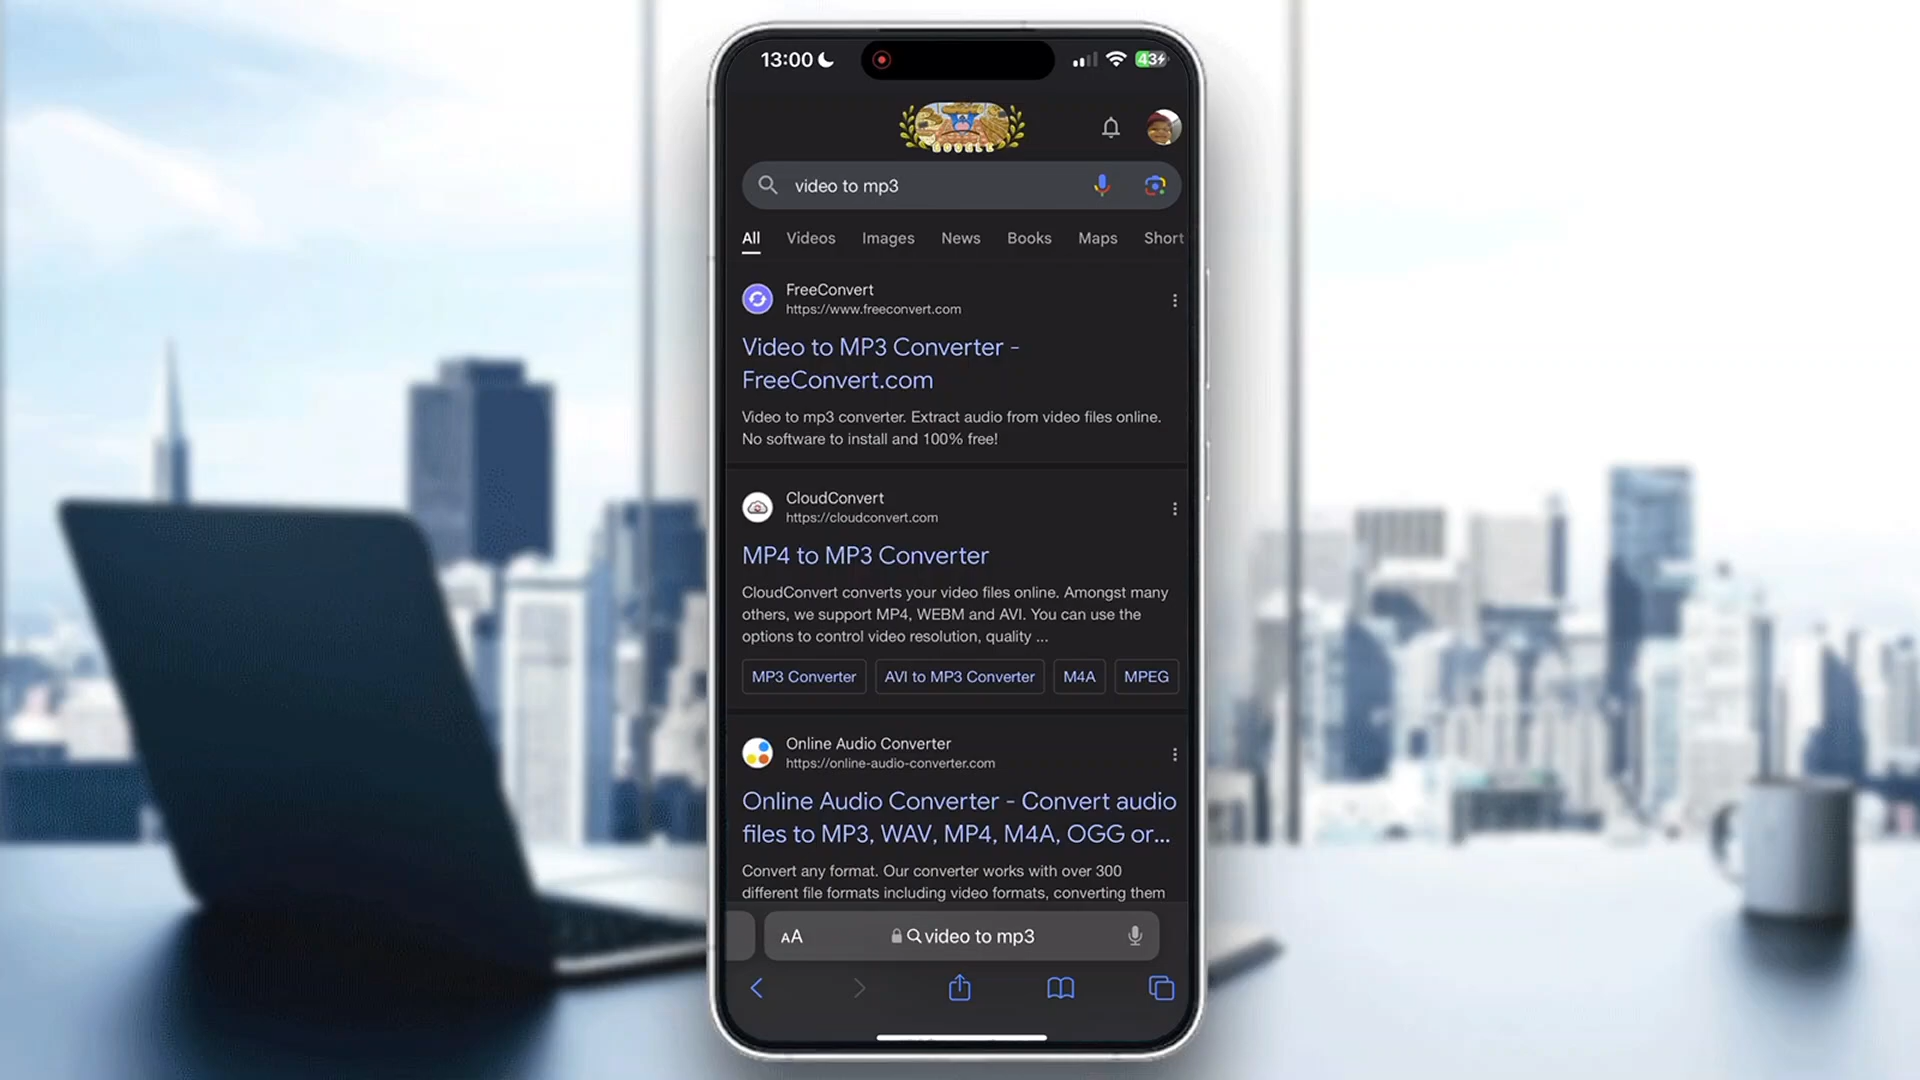 13:00
43
GOOGLE
video to mp3
All Videos Images News Books Maps Short
FreeConvert
https://www.freeconvert.com
Video to MP3 Converter -
FreeConvert.com
Video to mp3 converter. Extract audio from video files online.
No software to install and 100% free!
CloudConvert
https://cloudconvert.com
MP4 to MP3 Converter
CloudConvert converts your video files online. Amongst many
others, we support MP4, WEBM and AVI. You can use the
options to control video resolution, quality ...
MP3 Converter AVI to MP3 Converter M4A MPEG
Online Audio Converter
https://online-audio-converter.com
Online Audio Converter - Convert audio
files to MP3, WAV, MP4, M4A, OGG or...
Convert any format. Our converter works with over 300
different file formats including video formats, converting them
AA video to mp3